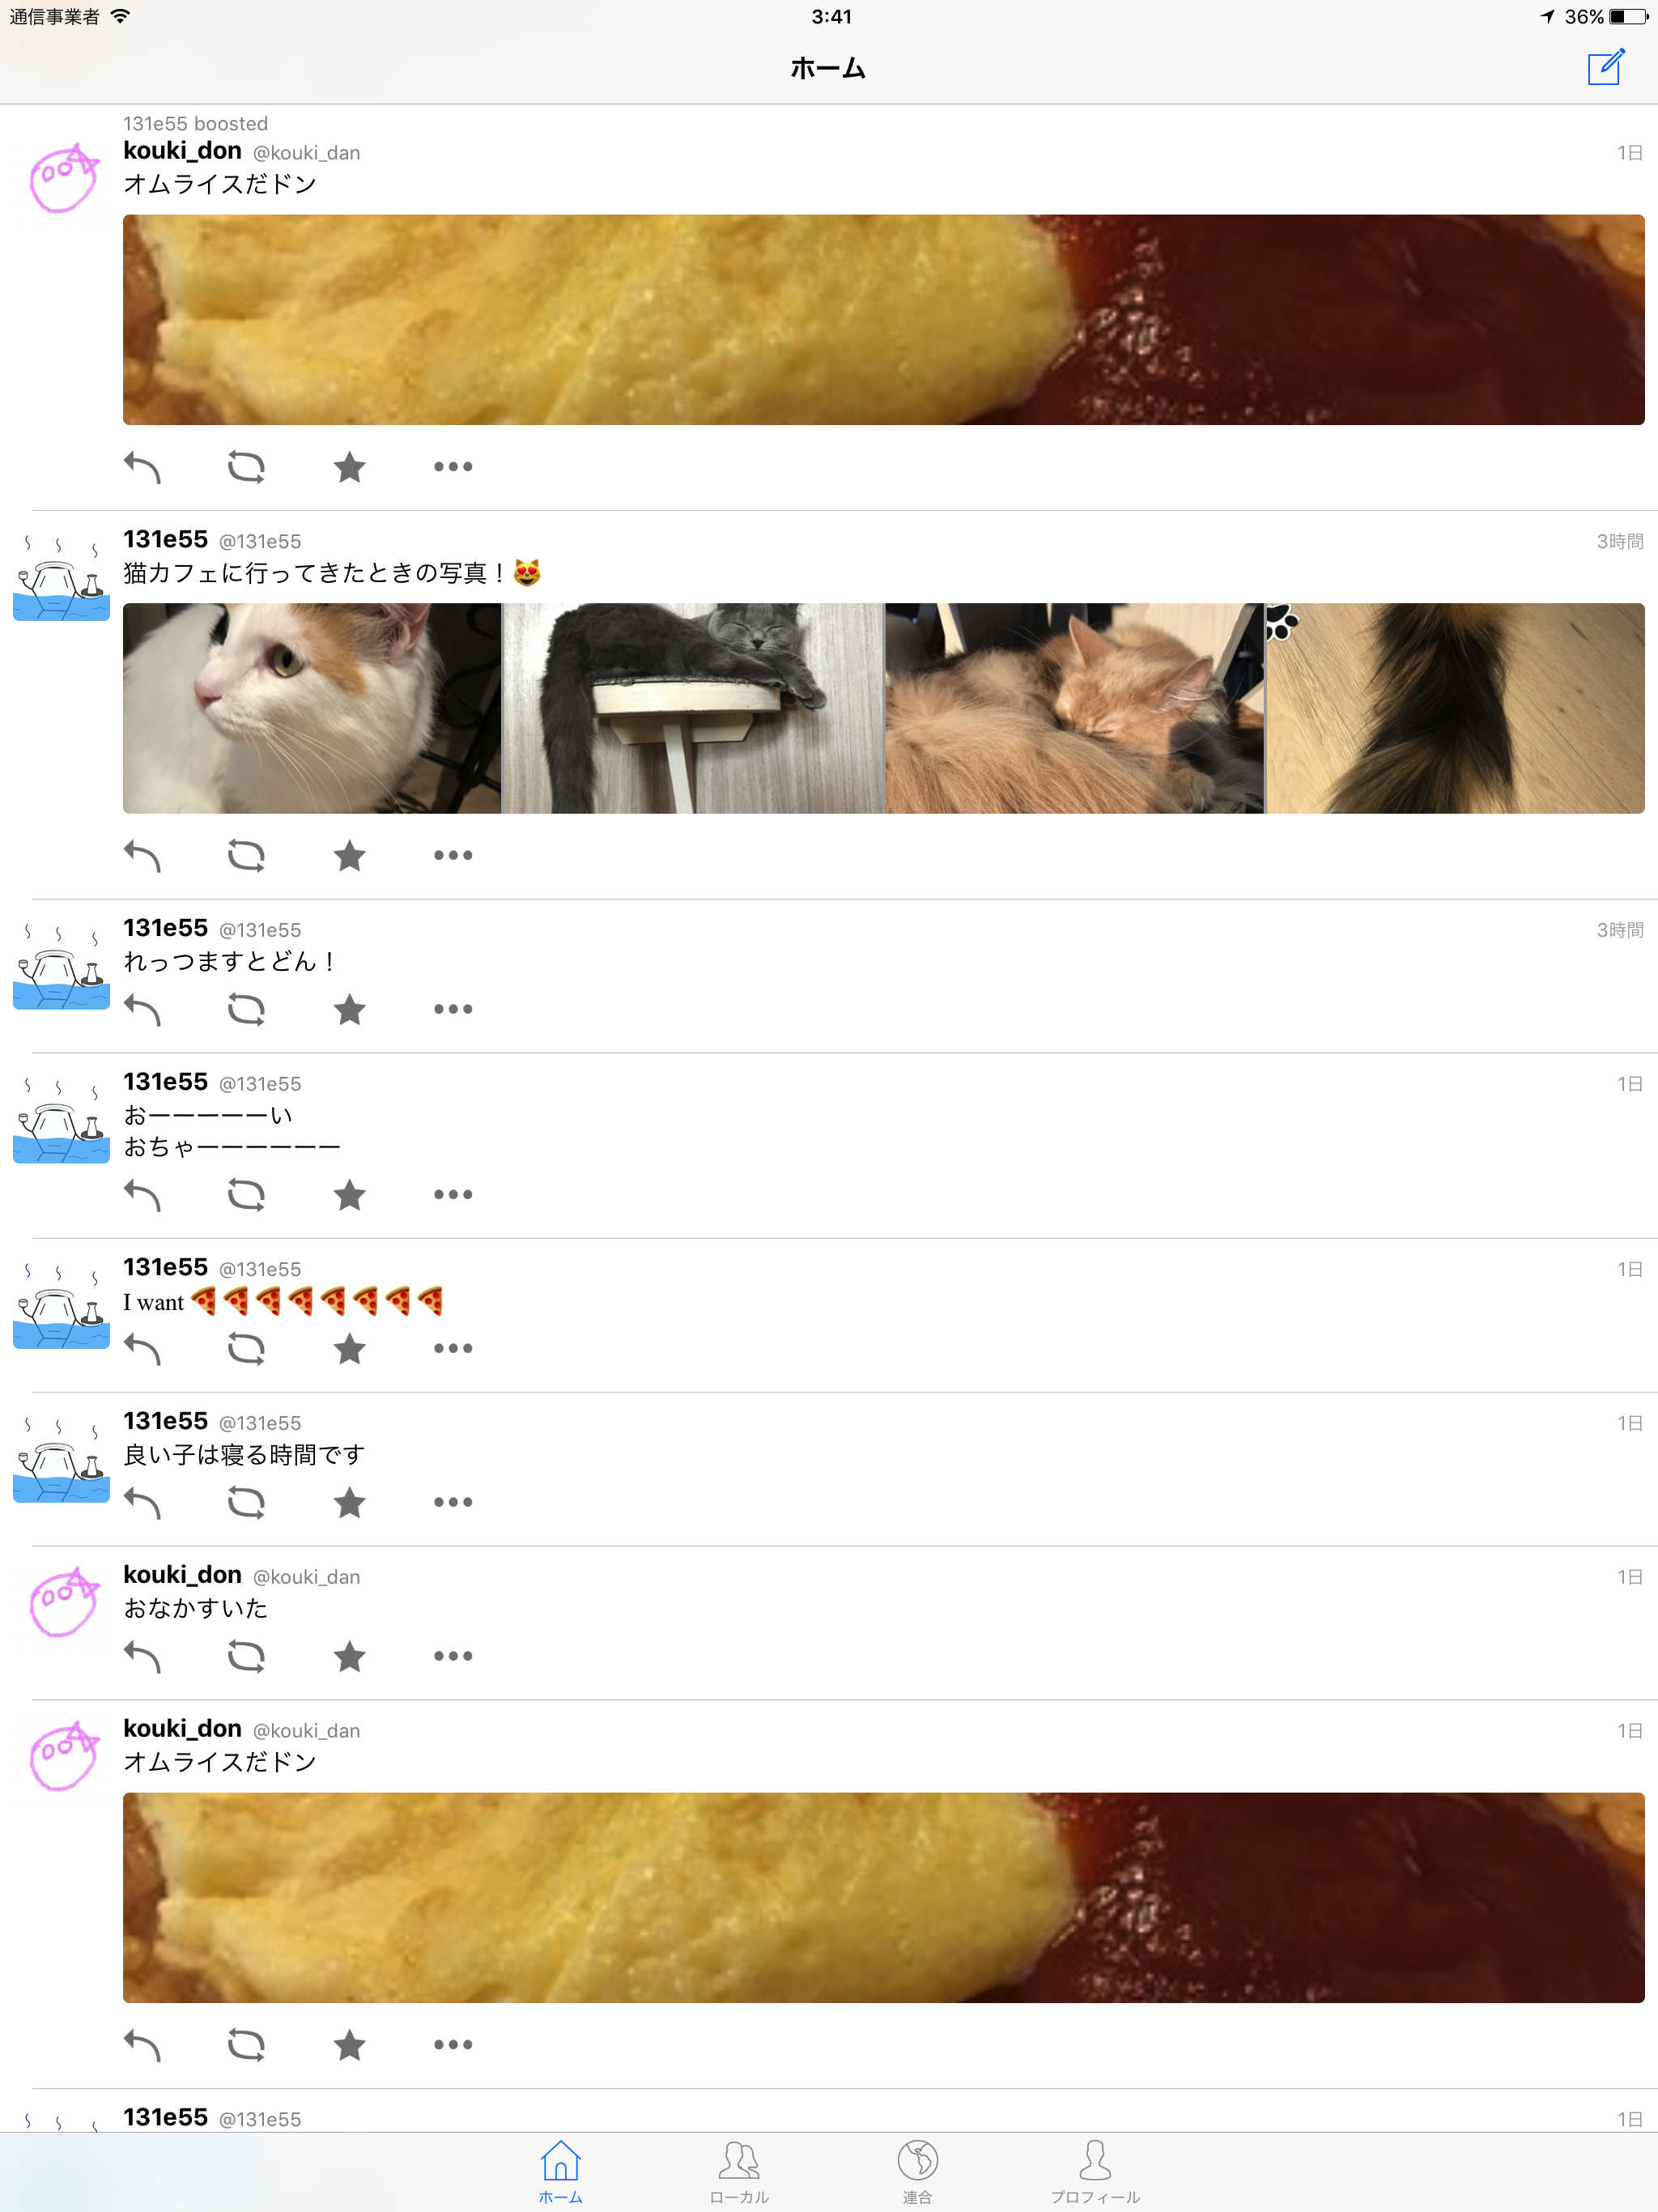 通信事業者 3:41 36%
ホーム
131e55 boosted
kouki_don @kouki_dan 1日
オムライスだドン
131e55 @131e55 3時間
猫カフェに行ってきたときの写真！😻
131e55 @131e55 3時間
れっつますとどん！
131e55 @131e55 1日
おーーーーーい
おちゃーーーーーー
131e55 @131e55 1日
I want 🍕🍕🍕🍕🍕🍕🍕🍕
131e55 @131e55 1日
良い子は寝る時間です
kouki_don @kouki_dan 1日
おなかすいた
kouki_don @kouki_dan 1日
オムライスだドン
131e55 @131e55 1日
ホーム ローカル 連合 プロフィール